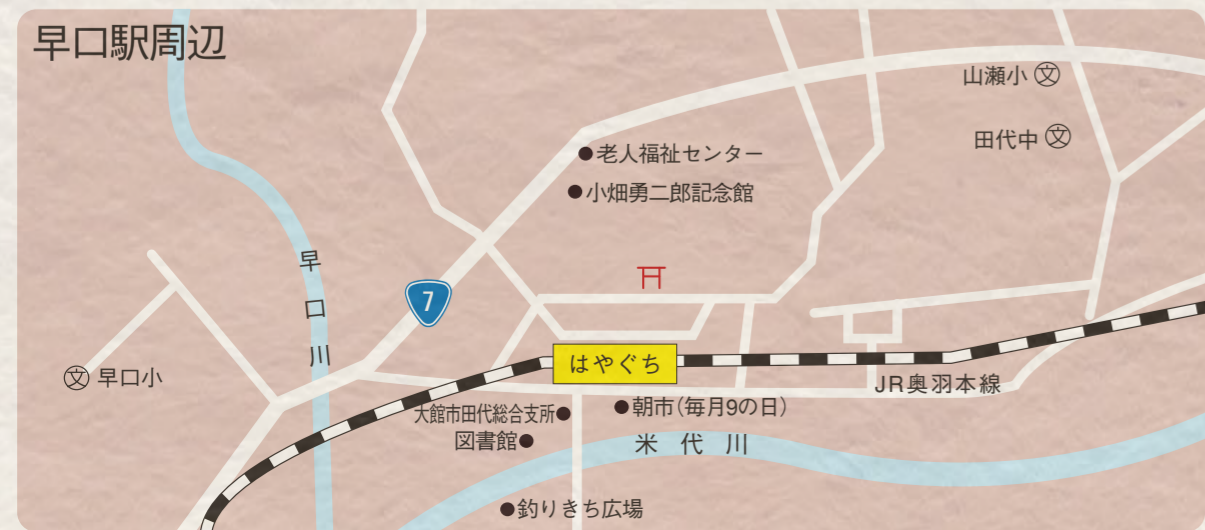 早口駅周辺
山瀬小 文
田代中 文
老人福祉センター
小畑勇二郎記念館
早口川
7
文 早口小
はやぐち
JR奥羽本線
大館市田代総合支所
朝市(毎月9の日)
図書館
米代川
釣りきち広場